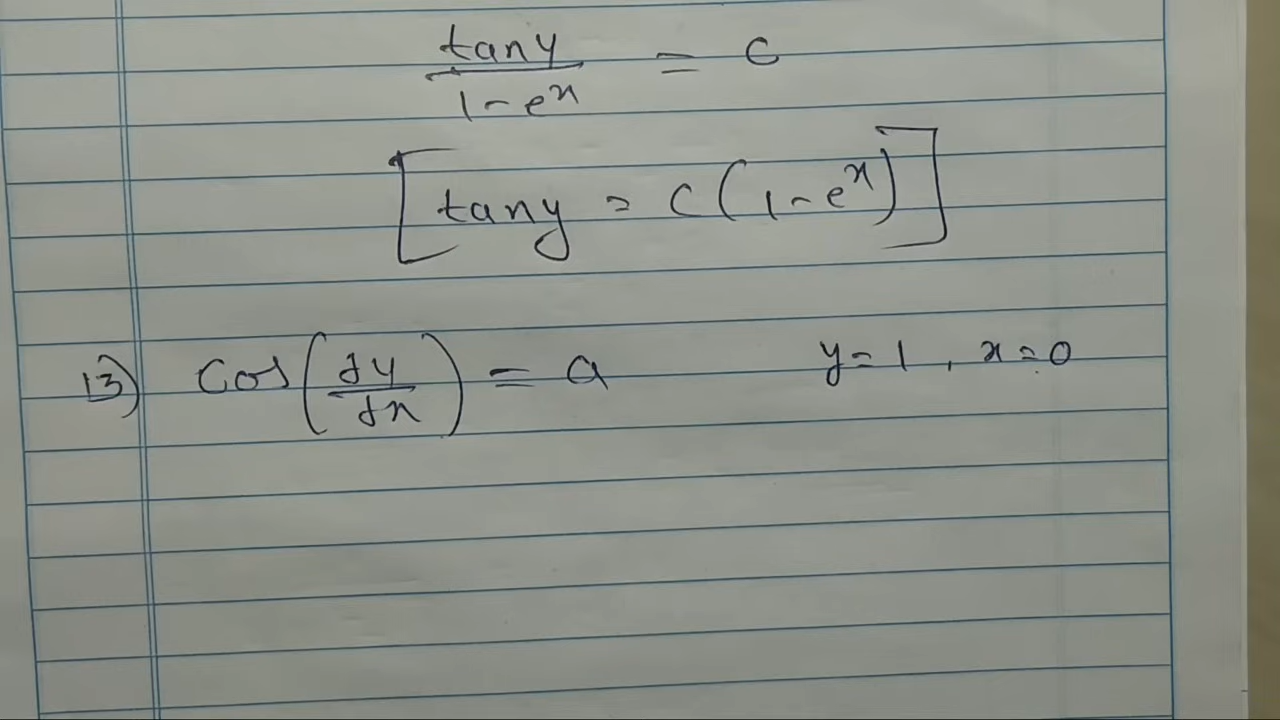 tany / 1-e^x = c
[tany = c(1-e^x)]
13) Cos(dy/dx) = a y=1, x=0